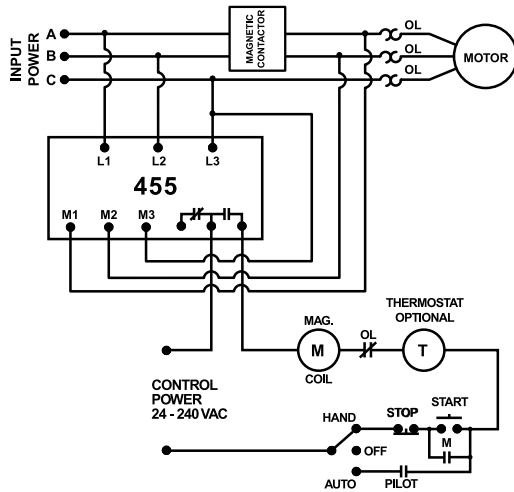 INPUT
POWER
A
B
C
MAGNETIC
CONTACTOR
OL
OL
OL
MOTOR
L1
L2
L3
455
M1
M2
M3
MAG.
M
COIL
OL
THERMOSTAT
OPTIONAL
T
CONTROL
POWER
24 - 240 VAC
HAND
OFF
AUTO
STOP
START
M
PILOT